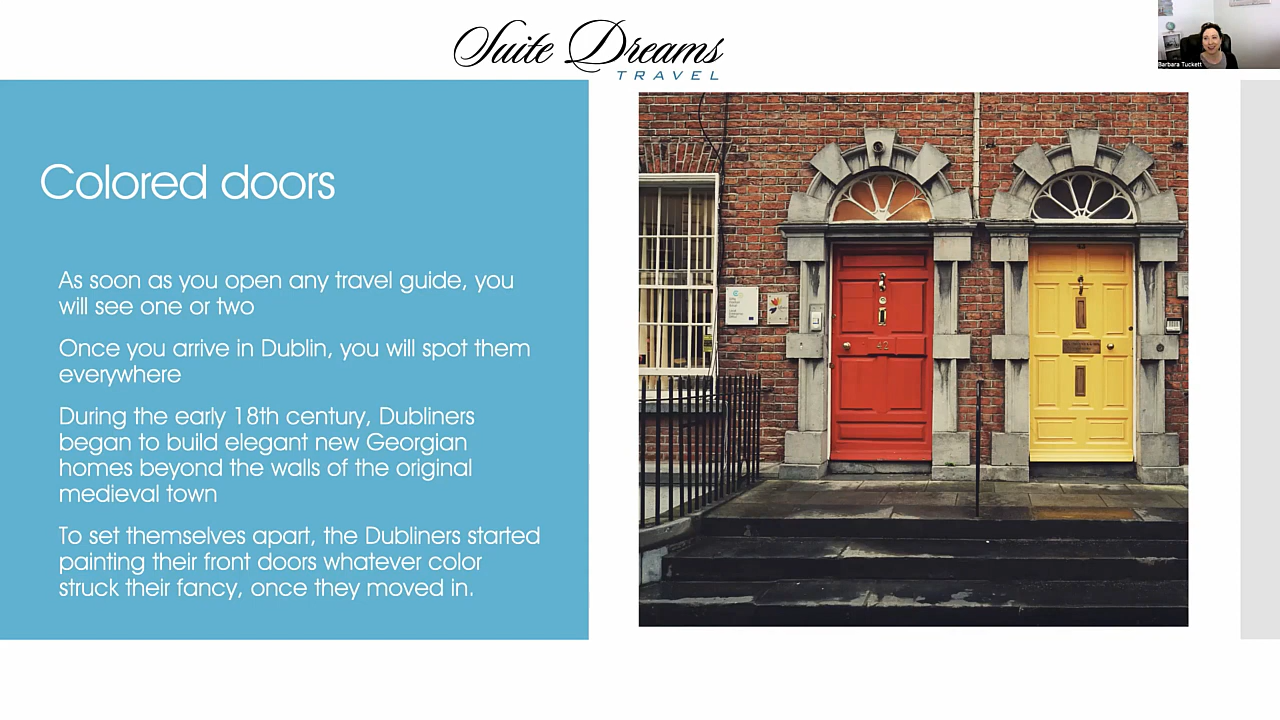 Suite Dreams
TRAVEL
Barbara Tuckett
Colored doors
As soon as you open any travel guide, you
will see one or two
Once you arrive in Dublin, you will spot them
everywhere
During the early 18th century, Dubliners
began to build elegant new Georgian
homes beyond the walls of the original
medieval town
To set themselves apart, the Dubliners started
painting their front doors whatever color
struck their fancy, once they moved in.
42